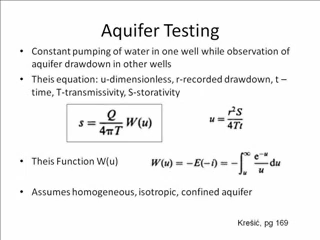 Aquifer Testing
• Constant pumping of water in one well while observation of
aquifer drawdown in other wells
• Theis equation: u-dimensionless, r-recorded drawdown, t –
time, T-transmissivity, S-storativity
s = Q / 4πT W(u)
u = r²S / 4Tt
• Theis Function W(u)
W(u) = −E(−i) = −∫_u^∞ e^−u / u du
• Assumes homogeneous, isotropic, confined aquifer
Krešić, pg 169